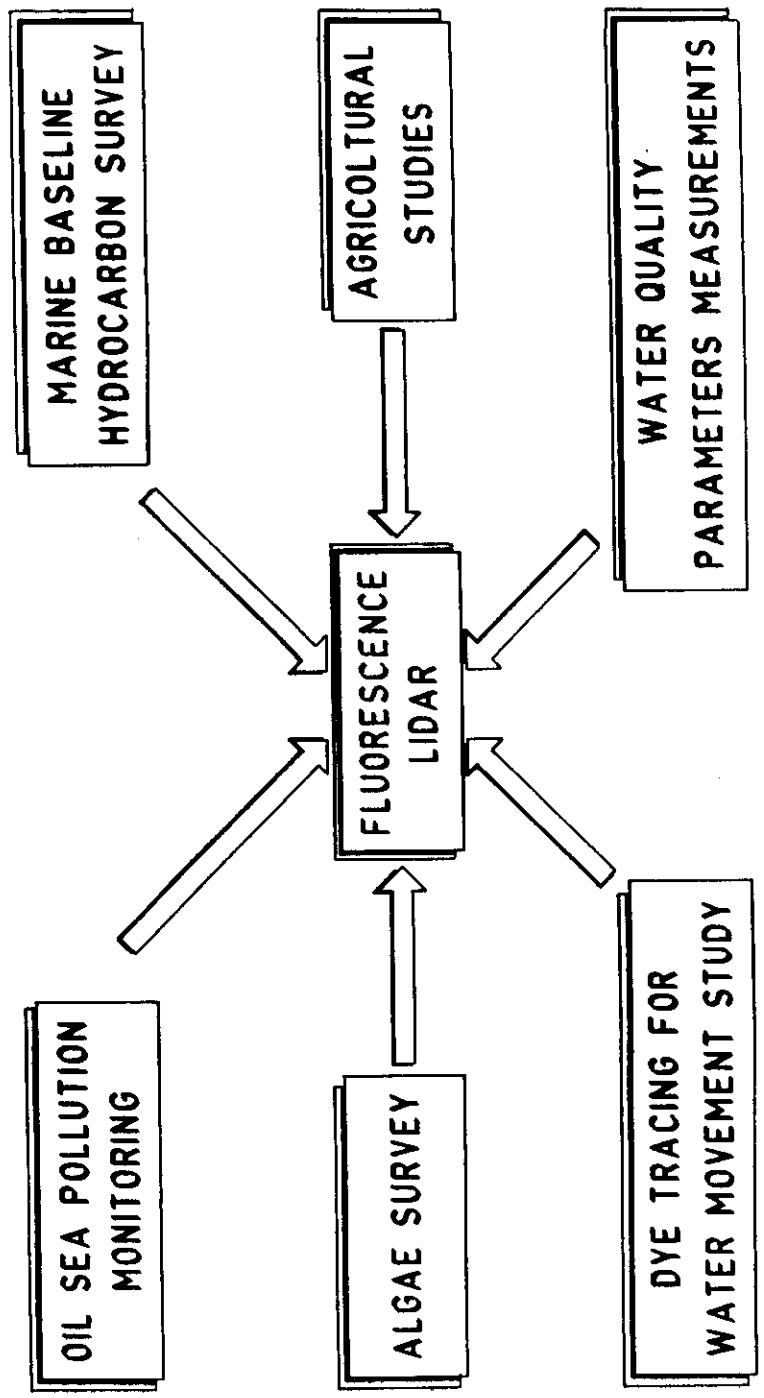 OIL SEA POLLUTION
MONITORING
MARINE BASELINE
HYDROCARBON SURVEY
ALGAE SURVEY
FLUORESCENCE
LIDAR
AGRICOLTURAL
STUDIES
DYE TRACING FOR
WATER MOVEMENT STUDY
WATER QUALITY
PARAMETERS MEASUREMENTS